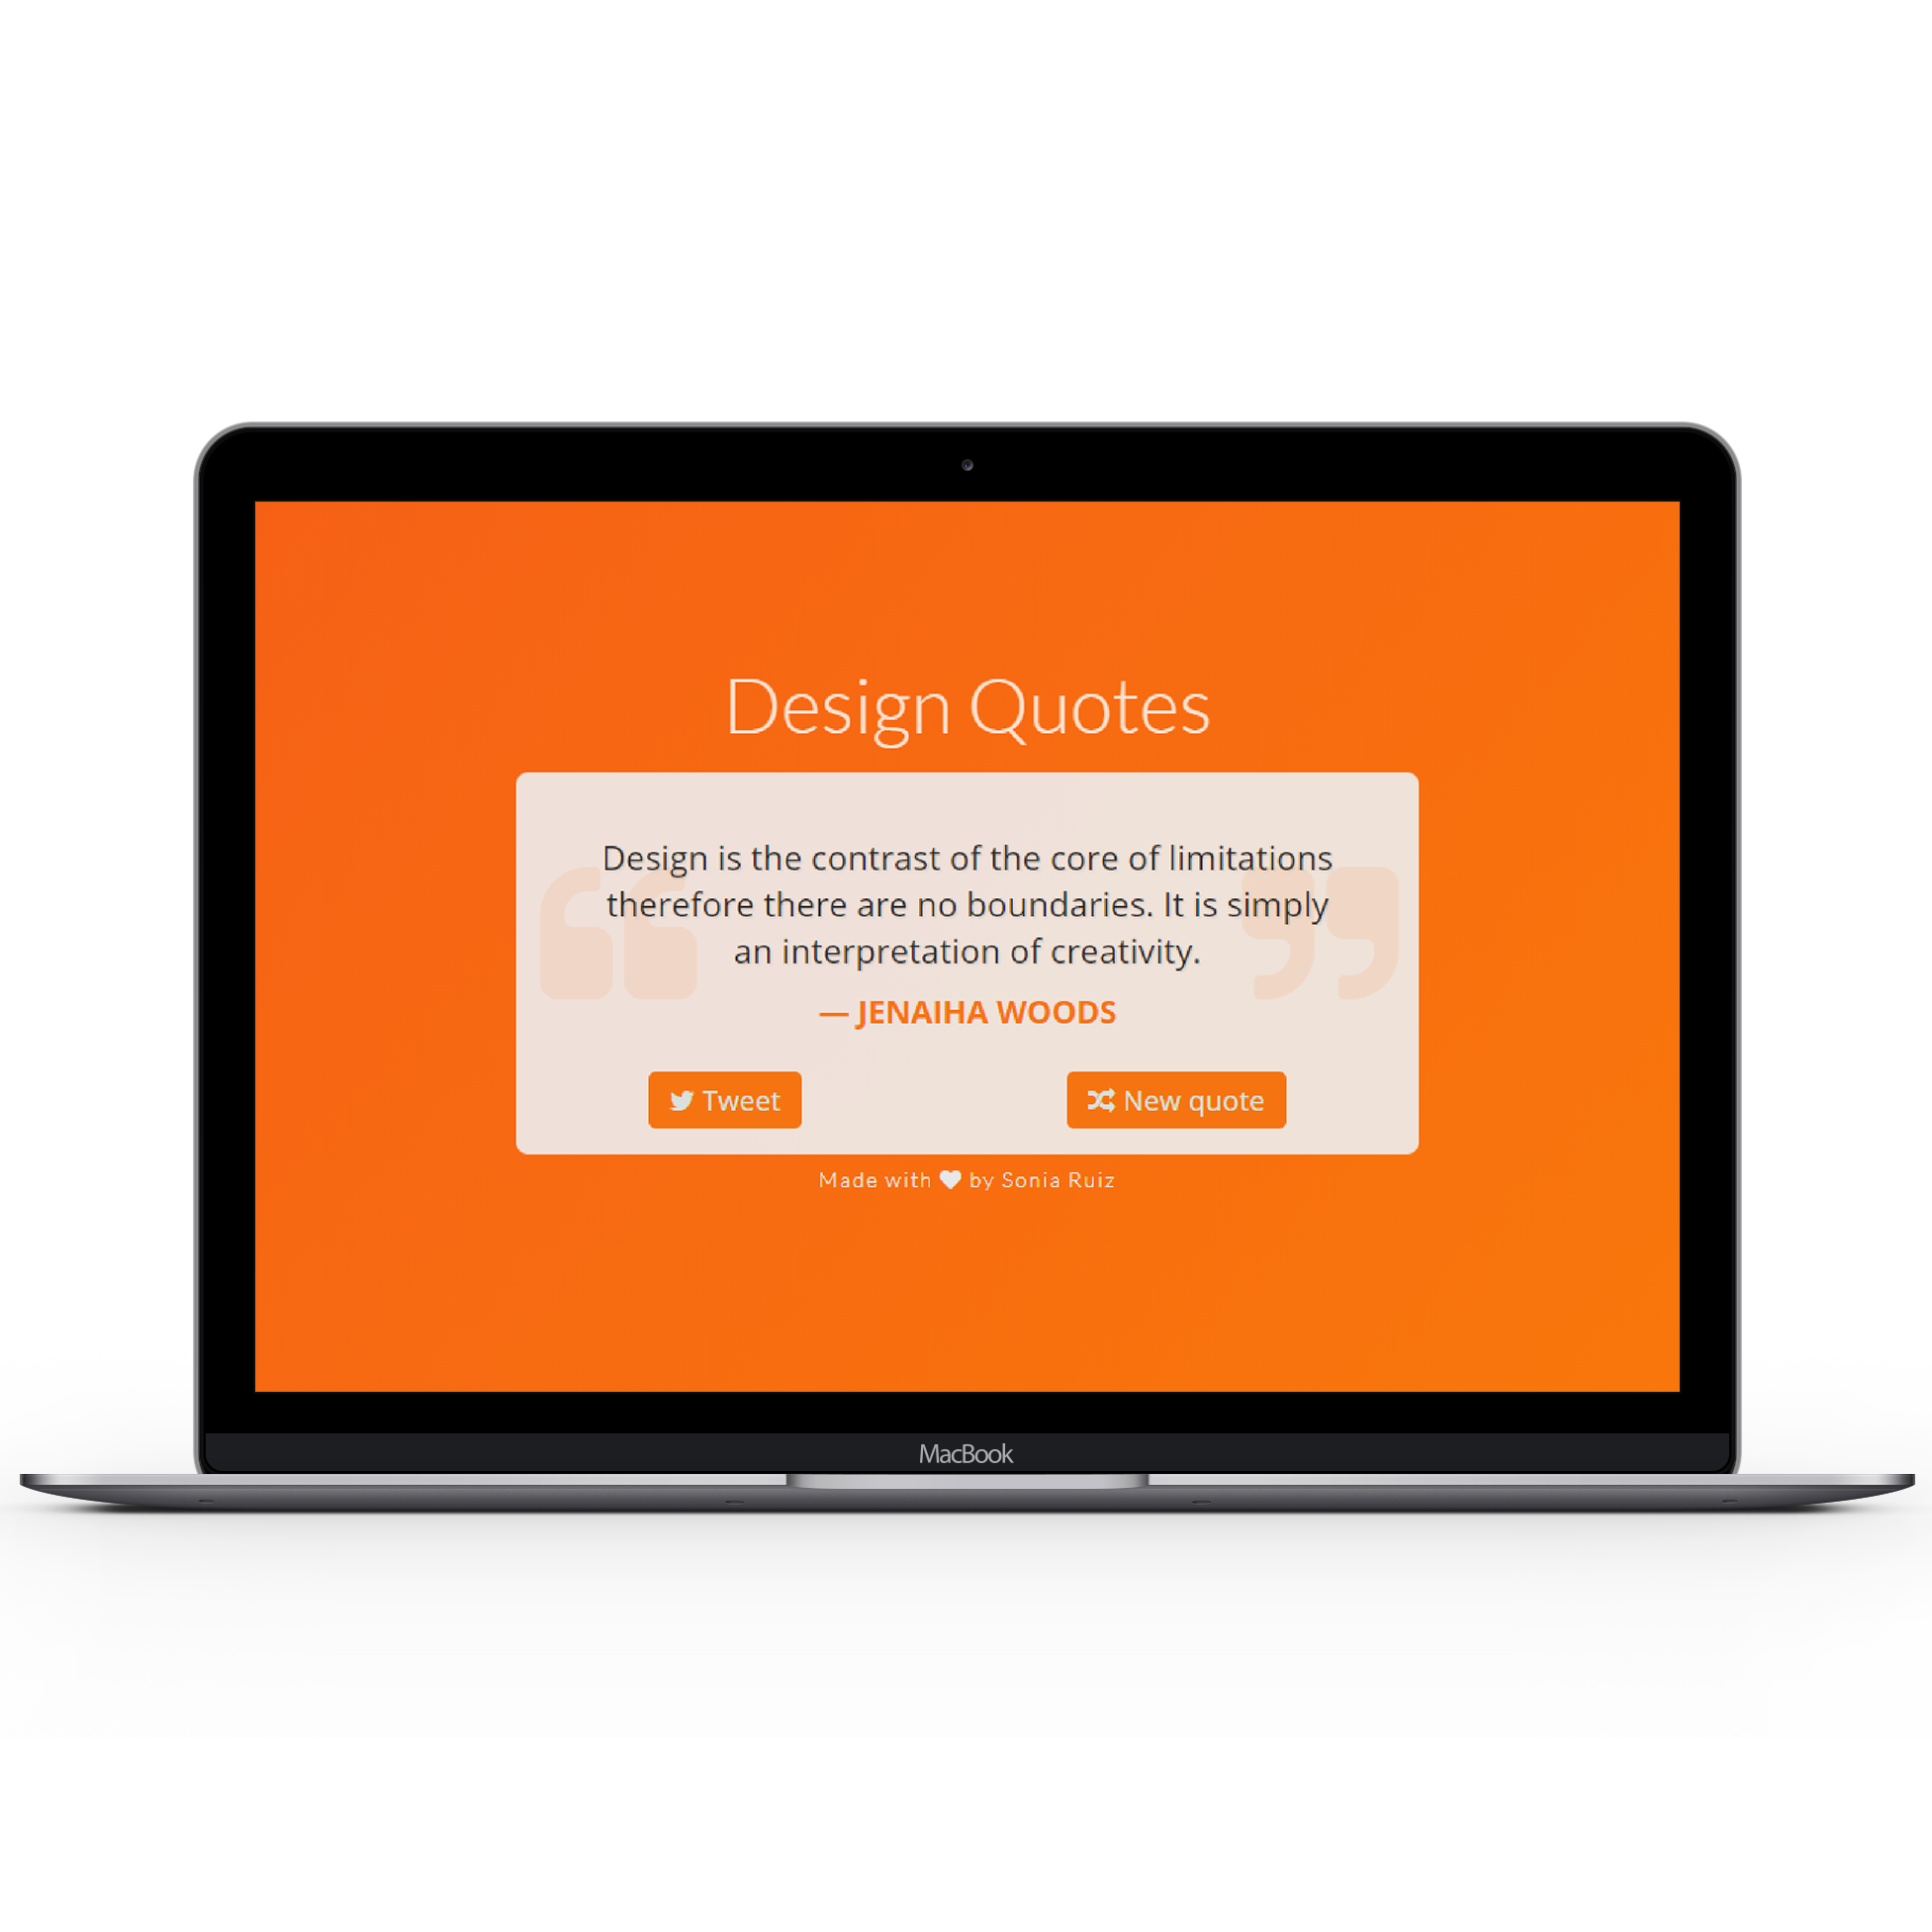 Design Quotes
Design is the contrast of the core of limitations
therefore there are no boundaries. It is simply
an interpretation of creativity.
— JENAIHA WOODS
Tweet
New quote
Made with by Sonia Ruiz
MacBook